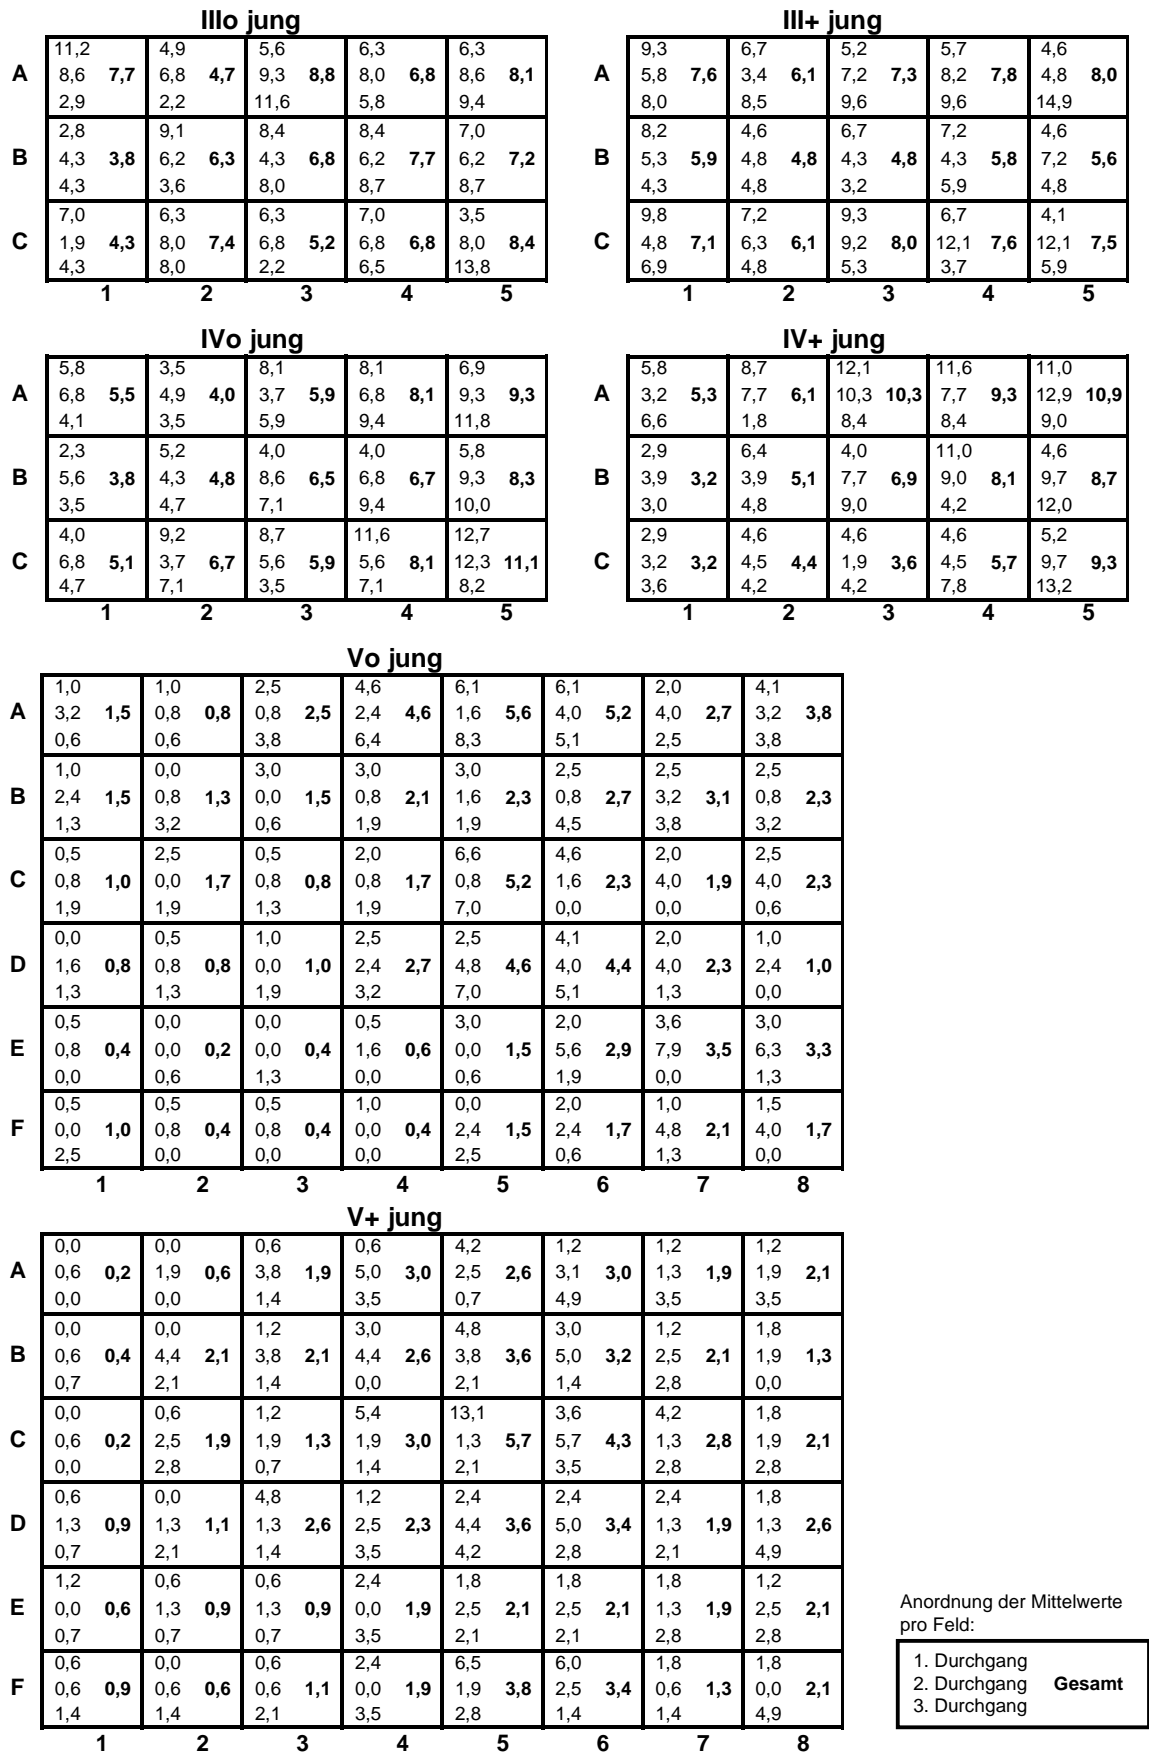 IIIo jung
11,2 4,9 5,6 6,3 6,3
A 8,6 7,7 6,8 4,7 9,3 8,8 8,0 6,8 8,6 8,1
2,9 2,2 11,6 5,8 9,4
2,8 9,1 8,4 8,4 7,0
B 4,3 3,8 6,2 6,3 4,3 6,8 6,2 7,7 6,2 7,2
4,3 3,6 8,0 8,7 8,7
7,0 6,3 6,3 7,0 3,5
C 1,9 4,3 8,0 7,4 6,8 5,2 6,8 6,8 8,0 8,4
4,3 8,0 2,2 6,5 13,8
1 2 3 4 5
III+ jung
9,3 6,7 5,2 5,7 4,6
A 5,8 7,6 3,4 6,1 7,2 7,3 8,2 7,8 4,8 8,0
8,0 8,5 9,6 9,6 14,9
8,2 4,6 6,7 7,2 4,6
B 5,3 5,9 4,8 4,8 4,3 4,8 4,3 5,8 7,2 5,6
4,3 4,8 3,2 5,9 4,8
9,8 7,2 9,3 6,7 4,1
C 4,8 7,1 6,3 6,1 9,2 8,0 12,1 7,6 12,1 7,5
6,9 4,8 5,3 3,7 5,9
1 2 3 4 5
IVo jung
5,8 3,5 8,1 8,1 6,9
A 6,8 5,5 4,9 4,0 3,7 5,9 6,8 8,1 9,3 9,3
4,1 3,5 5,9 9,4 11,8
2,3 5,2 4,0 4,0 5,8
B 5,6 3,8 4,3 4,8 8,6 6,5 6,8 6,7 9,3 8,3
3,5 4,7 7,1 9,4 10,0
4,0 9,2 8,7 11,6 12,7
C 6,8 5,1 3,7 6,7 5,6 5,9 5,6 8,1 12,3 11,1
4,7 7,1 3,5 7,1 8,2
1 2 3 4 5
IV+ jung
5,8 8,7 12,1 11,6 11,0
A 3,2 5,3 7,7 6,1 10,3 10,3 7,7 9,3 12,9 10,9
6,6 1,8 8,4 8,4 9,0
2,9 6,4 4,0 11,0 4,6
B 3,9 3,2 3,9 5,1 7,7 6,9 9,0 8,1 9,7 8,7
3,0 4,8 9,0 4,2 12,0
2,9 4,6 4,6 4,6 5,2
C 3,2 3,2 4,5 4,4 1,9 3,6 4,5 5,7 9,7 9,3
3,6 4,2 4,2 7,8 13,2
1 2 3 4 5
Vo jung
1,0 1,0 2,5 4,6 6,1 6,1 2,0 4,1
A 3,2 1,5 0,8 0,8 0,8 2,5 2,4 4,6 1,6 5,6 4,0 5,2 4,0 2,7 3,2 3,8
0,6 0,6 3,8 6,4 8,3 5,1 2,5 3,8
1,0 0,0 3,0 3,0 3,0 2,5 2,5 2,5
B 2,4 1,5 0,8 1,3 0,0 1,5 0,8 2,1 1,6 2,3 0,8 2,7 3,2 3,1 0,8 2,3
1,3 3,2 0,6 1,9 1,9 4,5 3,8 3,2
0,5 2,5 0,5 2,0 6,6 4,6 2,0 2,5
C 0,8 1,0 0,0 1,7 0,8 0,8 0,8 1,7 0,8 5,2 1,6 2,3 4,0 1,9 4,0 2,3
1,9 1,9 1,3 1,9 7,0 0,0 0,0 0,6
0,0 0,5 1,0 2,5 2,5 4,1 2,0 1,0
D 1,6 0,8 0,8 0,8 0,0 1,0 2,4 2,7 4,8 4,6 4,0 4,4 4,0 2,3 2,4 1,0
1,3 1,3 1,9 3,2 7,0 5,1 1,3 0,0
0,5 0,0 0,0 0,5 3,0 2,0 3,6 3,0
E 0,8 0,4 0,0 0,2 0,0 0,4 1,6 0,6 0,0 1,5 5,6 2,9 7,9 3,5 6,3 3,3
0,0 0,6 1,3 0,0 0,6 1,9 0,0 1,3
0,5 0,5 0,5 1,0 0,0 2,0 1,0 1,5
F 0,0 1,0 0,8 0,4 0,8 0,4 0,0 0,4 2,4 1,5 2,4 1,7 4,8 2,1 4,0 1,7
2,5 0,0 0,0 0,0 2,5 0,6 1,3 0,0
1 2 3 4 5 6 7 8
V+ jung
0,0 0,0 0,6 0,6 4,2 1,2 1,2 1,2
A 0,6 0,2 1,9 0,6 3,8 1,9 5,0 3,0 2,5 2,6 3,1 3,0 1,3 1,9 1,9 2,1
0,0 0,0 1,4 3,5 0,7 4,9 3,5 3,5
0,0 0,0 1,2 3,0 4,8 3,0 1,2 1,8
B 0,6 0,4 4,4 2,1 3,8 2,1 4,4 2,6 3,8 3,6 5,0 3,2 2,5 2,1 1,9 1,3
0,7 2,1 1,4 0,0 2,1 1,4 2,8 0,0
0,0 0,6 1,2 5,4 13,1 3,6 4,2 1,8
C 0,6 0,2 2,5 1,9 1,9 1,3 1,9 3,0 1,3 5,7 5,7 4,3 1,3 2,8 1,9 2,1
0,0 2,8 0,7 1,4 2,1 3,5 2,8 2,8
0,6 0,0 4,8 1,2 2,4 2,4 2,4 1,8
D 1,3 0,9 1,3 1,1 1,3 2,6 2,5 2,3 4,4 3,6 5,0 3,4 1,3 1,9 1,3 2,6
0,7 2,1 1,4 3,5 4,2 2,8 2,1 4,9
1,2 0,6 0,6 2,4 1,8 1,8 1,8 1,2
E 0,0 0,6 1,3 0,9 1,3 0,9 0,0 1,9 2,5 2,1 2,5 2,1 1,3 1,9 2,5 2,1
0,7 0,7 0,7 3,5 2,1 2,1 2,8 2,8
0,6 0,0 0,6 2,4 6,5 6,0 1,8 1,8
F 0,6 0,9 0,6 0,6 0,6 1,1 0,0 1,9 1,9 3,8 2,5 3,4 0,6 1,3 0,0 2,1
1,4 1,4 2,1 3,5 2,8 1,4 1,4 4,9
1 2 3 4 5 6 7 8
Anordnung der Mittelwerte
pro Feld:
1. Durchgang
2. Durchgang Gesamt
3. Durchgang